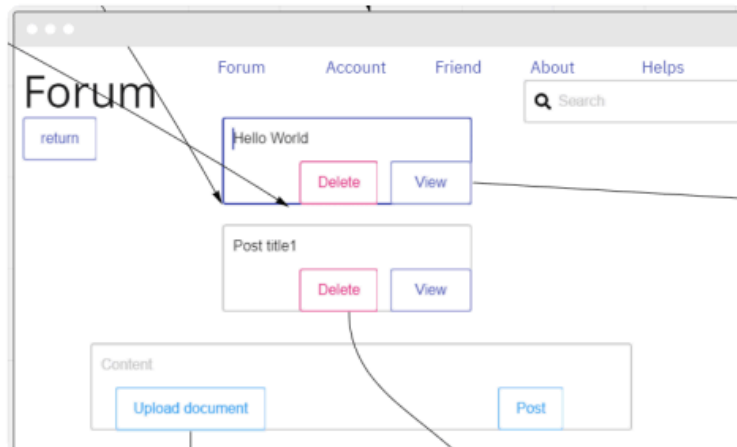 Forum Account Friend About Helps
Forum
Search
return
Hello World
Delete View
Post title1
Delete View
Content
Upload document Post